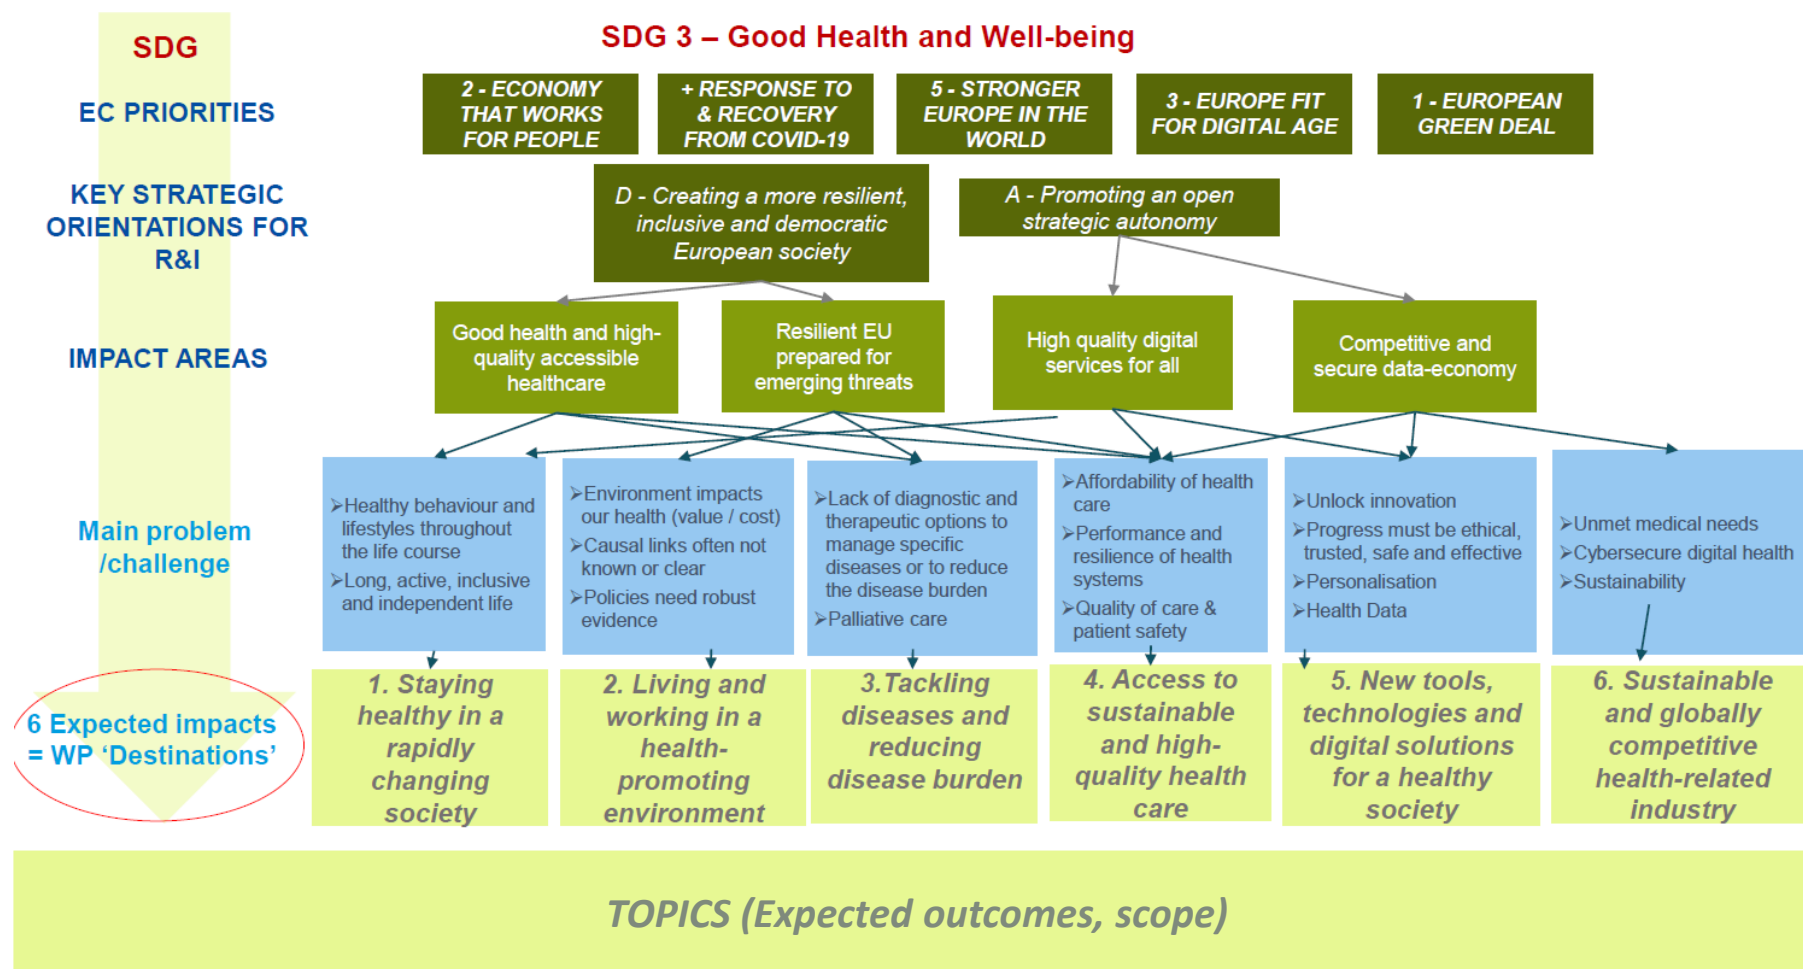 SDG
SDG 3 – Good Health and Well-being
EC PRIORITIES
2 - ECONOMY
THAT WORKS
FOR PEOPLE
+ RESPONSE TO
& RECOVERY
FROM COVID-19
5 - STRONGER
EUROPE IN THE
WORLD
3 - EUROPE FIT
FOR DIGITAL AGE
1 - EUROPEAN
GREEN DEAL
KEY STRATEGIC
ORIENTATIONS FOR
R&I
D - Creating a more resilient,
inclusive and democratic
European society
A - Promoting an open
strategic autonomy
IMPACT AREAS
Good health and high-
quality accessible
healthcare
Resilient EU
prepared for
emerging threats
High quality digital
services for all
Competitive and
secure data-economy
Main problem
/challenge
➢Healthy behaviour and
lifestyles throughout
the life course
➢Long, active, inclusive
and independent life
➢Environment impacts
our health (value / cost)
➢Causal links often not
known or clear
➢Policies need robust
evidence
➢Lack of diagnostic and
therapeutic options to
manage specific
diseases or to reduce
the disease burden
➢Palliative care
➢Affordability of health
care
➢Performance and
resilience of health
systems
➢Quality of care &
patient safety
➢Unlock innovation
➢Progress must be ethical,
trusted, safe and effective
➢Personalisation
➢Health Data
➢Unmet medical needs
➢Cybersecure digital health
➢Sustainability
6 Expected impacts
= WP ‘Destinations’
1. Staying
healthy in a
rapidly
changing
society
2. Living and
working in a
health-
promoting
environment
3.Tackling
diseases and
reducing
disease burden
4. Access to
sustainable
and high-
quality health
care
5. New tools,
technologies and
digital solutions
for a healthy
society
6. Sustainable
and globally
competitive
health-related
industry
TOPICS (Expected outcomes, scope)